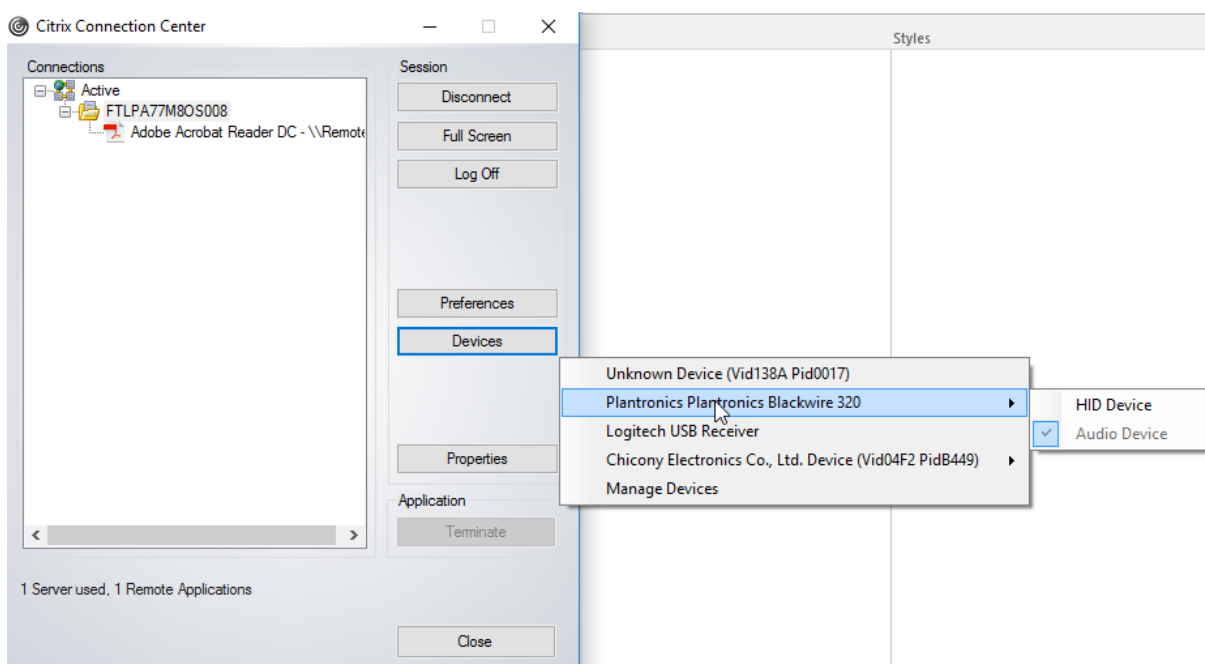 Citrix Connection Center
Styles
Connections
Active
FTLPA77M8OS008
Adobe Acrobat Reader DC - \\Remote
Session
Disconnect
Full Screen
Log Off
Preferences
Devices
Properties
Application
Terminate
Unknown Device (Vid138A Pid0017)
Plantronics Plantronics Blackwire 320
Logitech USB Receiver
Chicony Electronics Co., Ltd. Device (Vid04F2 PidB449)
Manage Devices
HID Device
Audio Device
1 Server used, 1 Remote Applications
Close